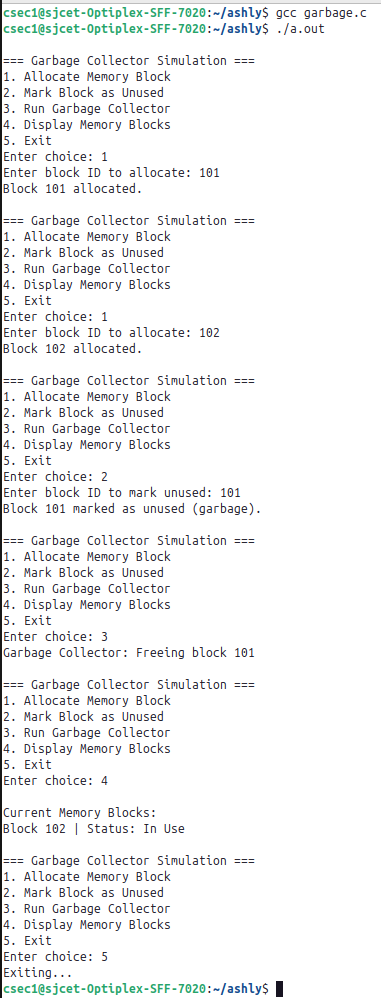 csec1@sjcet-Optiplex-SFF-7020:~/ashly$ gcc garbage.c
csec1@sjcet-Optiplex-SFF-7020:~/ashly$ ./a.out
=== Garbage Collector Simulation ===
1. Allocate Memory Block
2. Mark Block as Unused
3. Run Garbage Collector
4. Display Memory Blocks
5. Exit
Enter choice: 1
Enter block ID to allocate: 101
Block 101 allocated.
=== Garbage Collector Simulation ===
1. Allocate Memory Block
2. Mark Block as Unused
3. Run Garbage Collector
4. Display Memory Blocks
5. Exit
Enter choice: 1
Enter block ID to allocate: 102
Block 102 allocated.
=== Garbage Collector Simulation ===
1. Allocate Memory Block
2. Mark Block as Unused
3. Run Garbage Collector
4. Display Memory Blocks
5. Exit
Enter choice: 2
Enter block ID to mark unused: 101
Block 101 marked as unused (garbage).
=== Garbage Collector Simulation ===
1. Allocate Memory Block
2. Mark Block as Unused
3. Run Garbage Collector
4. Display Memory Blocks
5. Exit
Enter choice: 3
Garbage Collector: Freeing block 101
=== Garbage Collector Simulation ===
1. Allocate Memory Block
2. Mark Block as Unused
3. Run Garbage Collector
4. Display Memory Blocks
5. Exit
Enter choice: 4
Current Memory Blocks:
Block 102 | Status: In Use
=== Garbage Collector Simulation ===
1. Allocate Memory Block
2. Mark Block as Unused
3. Run Garbage Collector
4. Display Memory Blocks
5. Exit
Enter choice: 5
Exiting...
csec1@sjcet-Optiplex-SFF-7020:~/ashly$